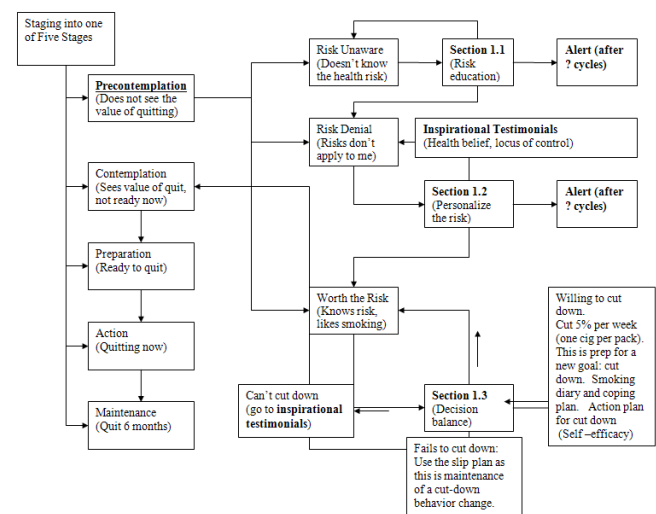 Staging into one
of Five Stages
Precontemplation
(Does not see the
value of quitting)
Contemplation
(Sees value of quit,
not ready now)
Preparation
(Ready to quit)
Action
(Quitting now)
Maintenance
(Quit 6 months)
Risk Unaware
(Doesn't know
the health risk)
Section 1.1
(Risk
education)
Alert (after
? cycles)
Risk Denial
(Risks don't
apply to me)
Inspirational Testimonials
(Health belief, locus of control)
Section 1.2
(Personalize
the risk)
Alert (after
? cycles)
Worth the Risk
(Knows risk,
likes smoking)
Can't cut down
(go to inspirational
testimonials)
Section 1.3
(Decision
balance)
Willing to cut
down.
Cut 5% per week
(one cig per pack).
This is prep for a
new goal: cut
down. Smoking
diary and coping
plan. Action plan
for cut down
(Self –efficacy)
Fails to cut down:
Use the slip plan as
this is maintenance
of a cut-down
behavior change.